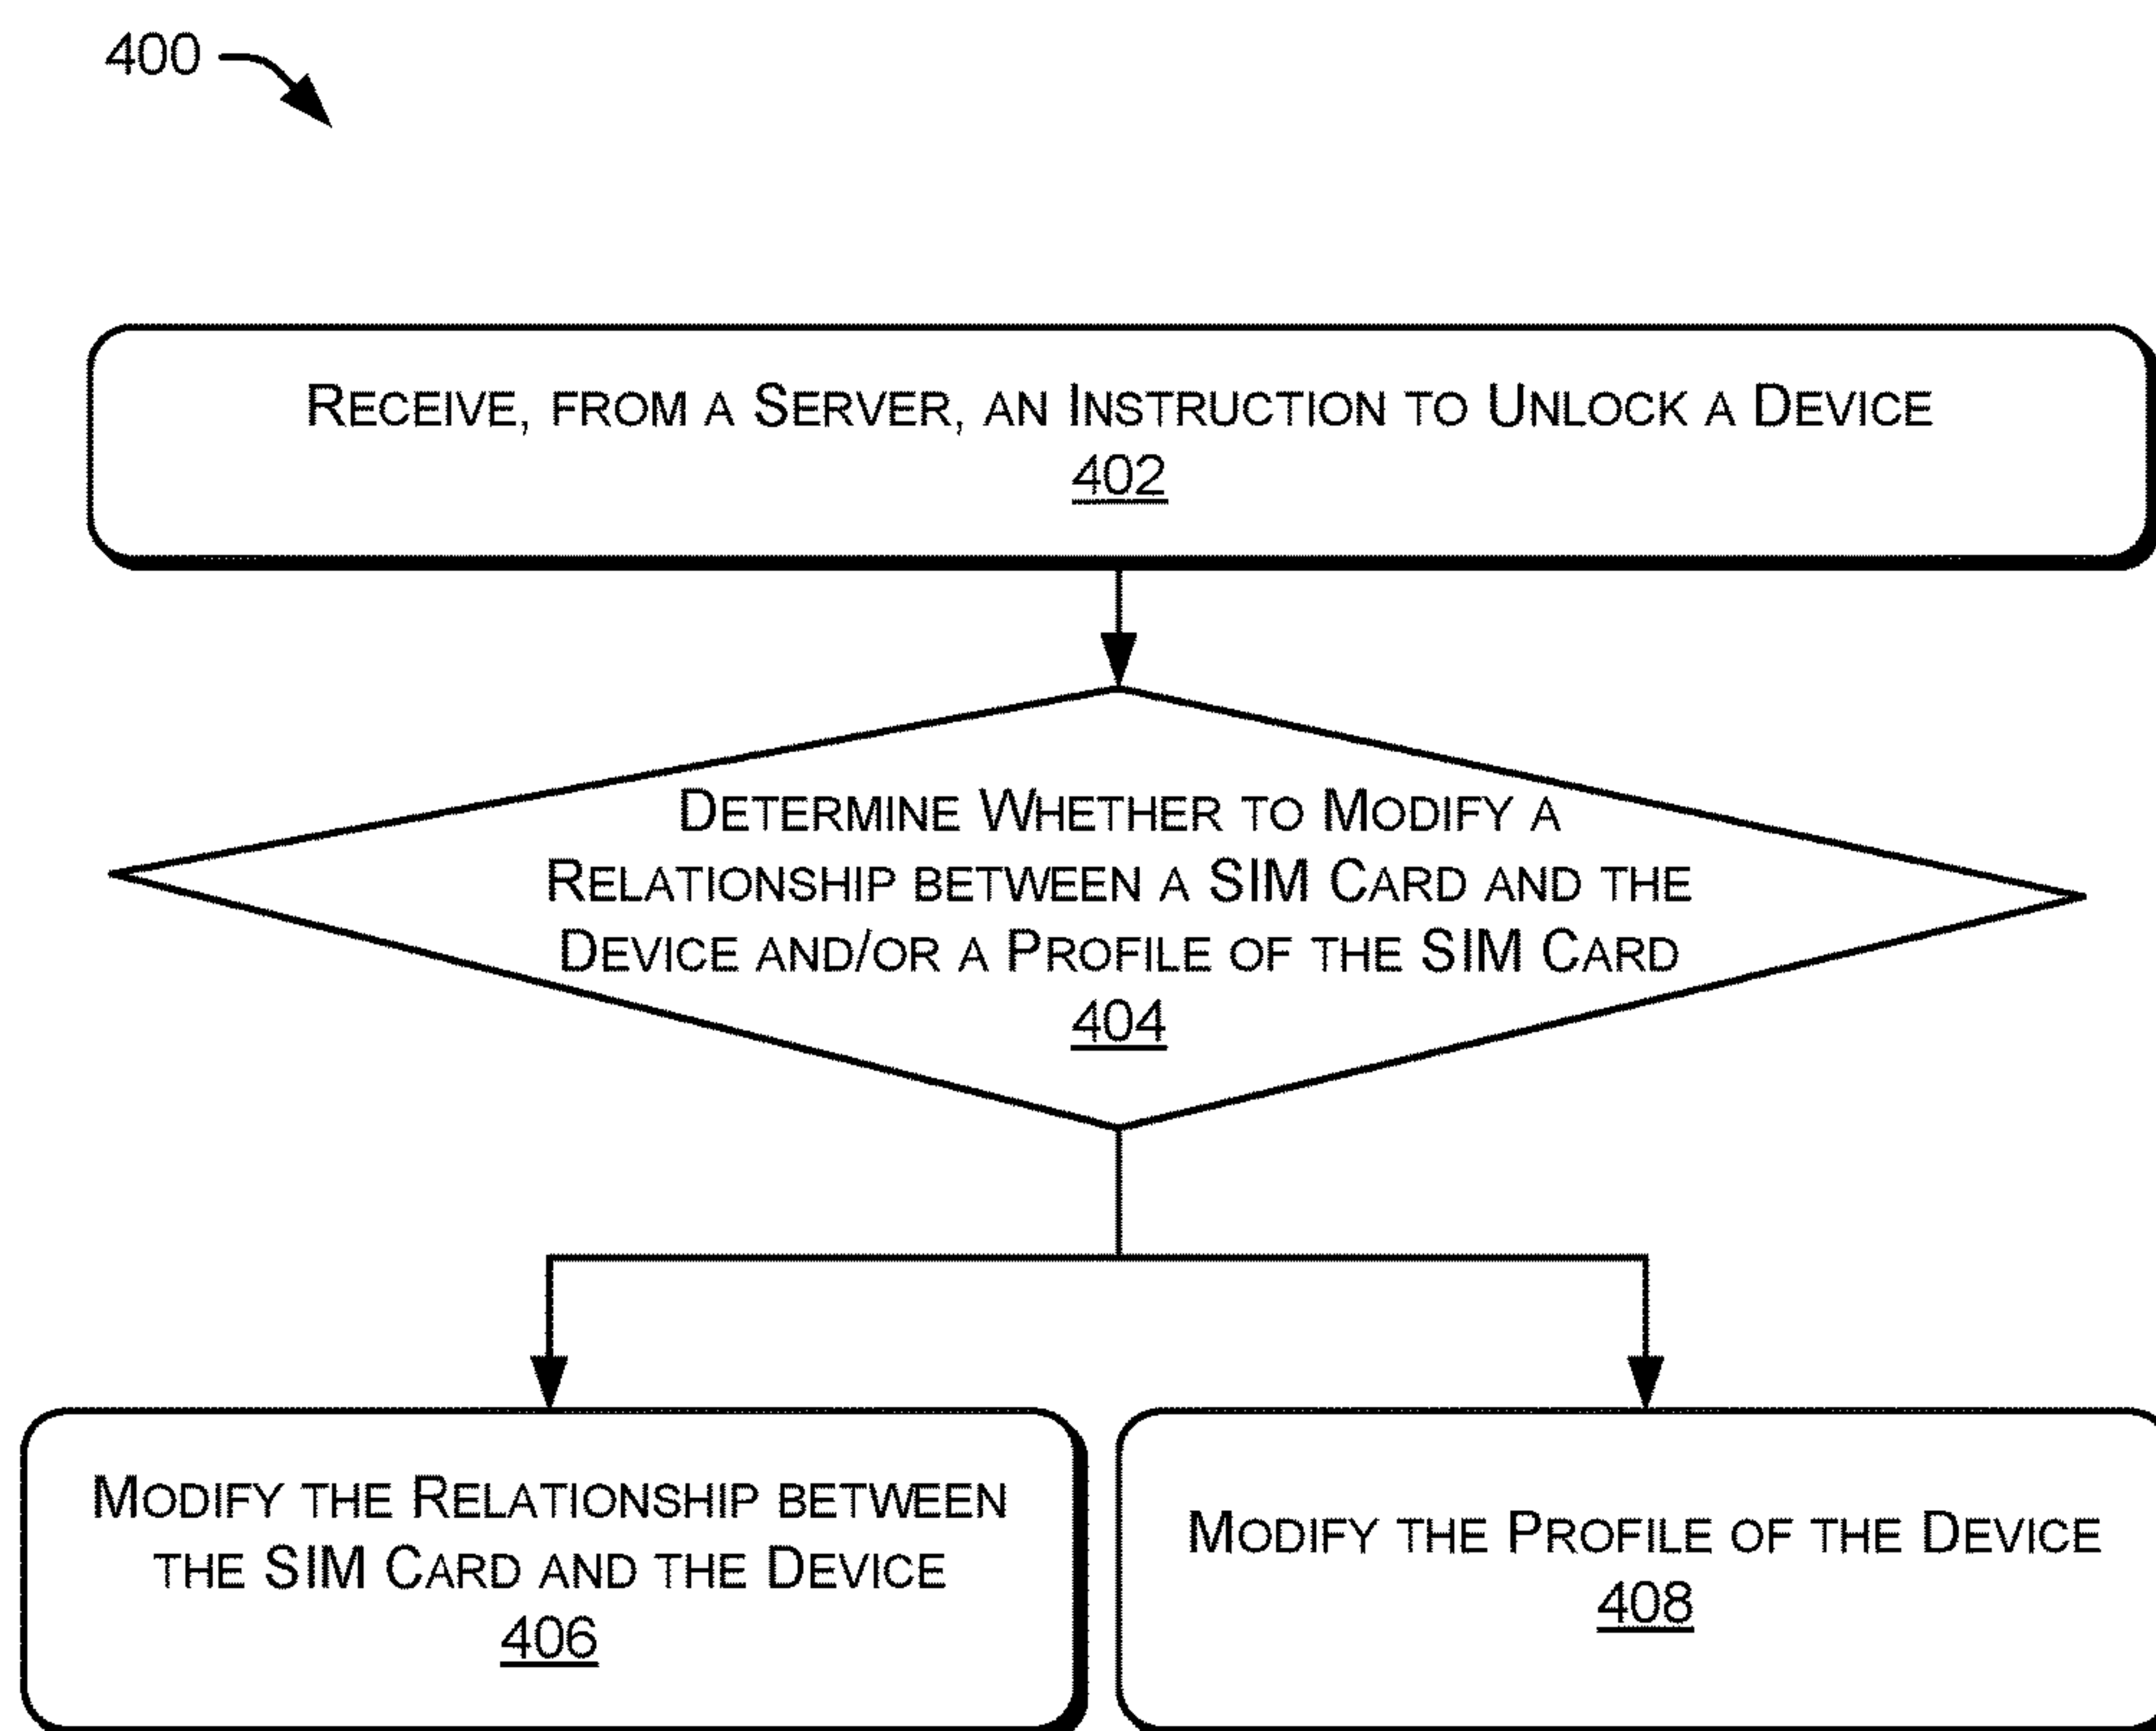 400
RECEIVE, FROM A SERVER, AN INSTRUCTION TO UNLOCK A DEVICE
402
DETERMINE WHETHER TO MODIFY A
RELATIONSHIP BETWEEN A SIM CARD AND THE
DEVICE AND/OR A PROFILE OF THE SIM CARD
404
MODIFY THE RELATIONSHIP BETWEEN
THE SIM CARD AND THE DEVICE
406
MODIFY THE PROFILE OF THE DEVICE
408